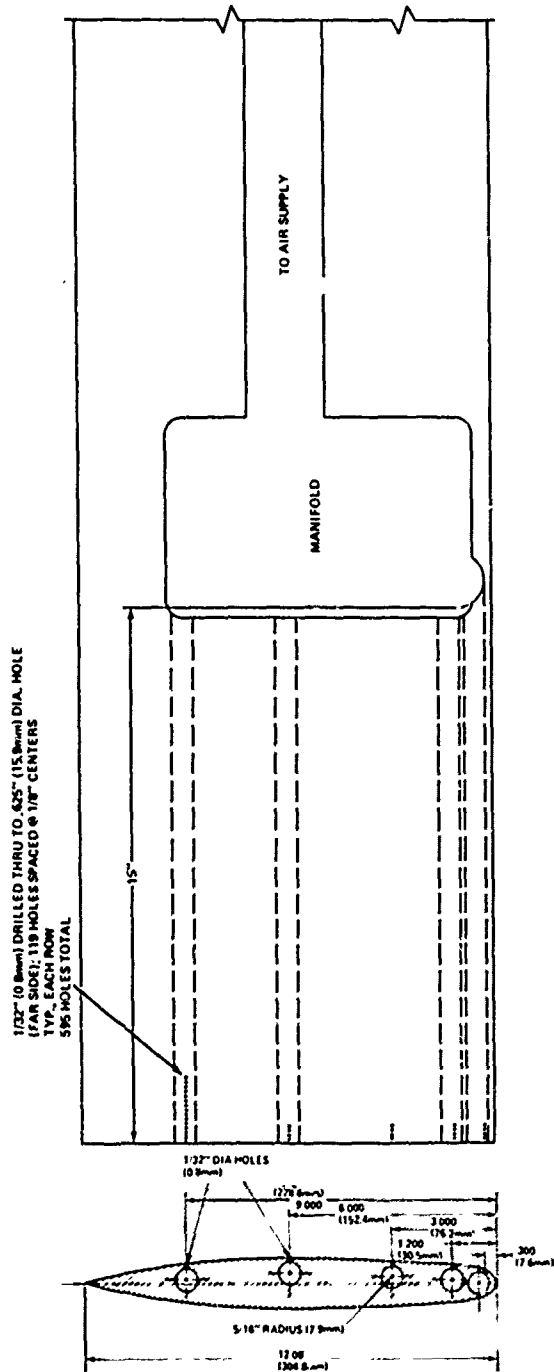 TO AIR SUPPLY
MANIFOLD
1/32" (0.8mm) DRILLED THRU TO .625" (15.9mm) DIA. HOLE
(FAR SIDE); 119 HOLES SPACED @ 1/8" CENTERS
TYP., EACH ROW
595 HOLES TOTAL
15"
1/32" DIA HOLES
(0.8mm)
(228.6mm)
9.000
6.000
(152.4mm)
3.000
(76.2mm)
1.200
(30.5mm)
.300
(7.6mm)
5/16" RADIUS (7.9mm)
12.00
(304.8mm)